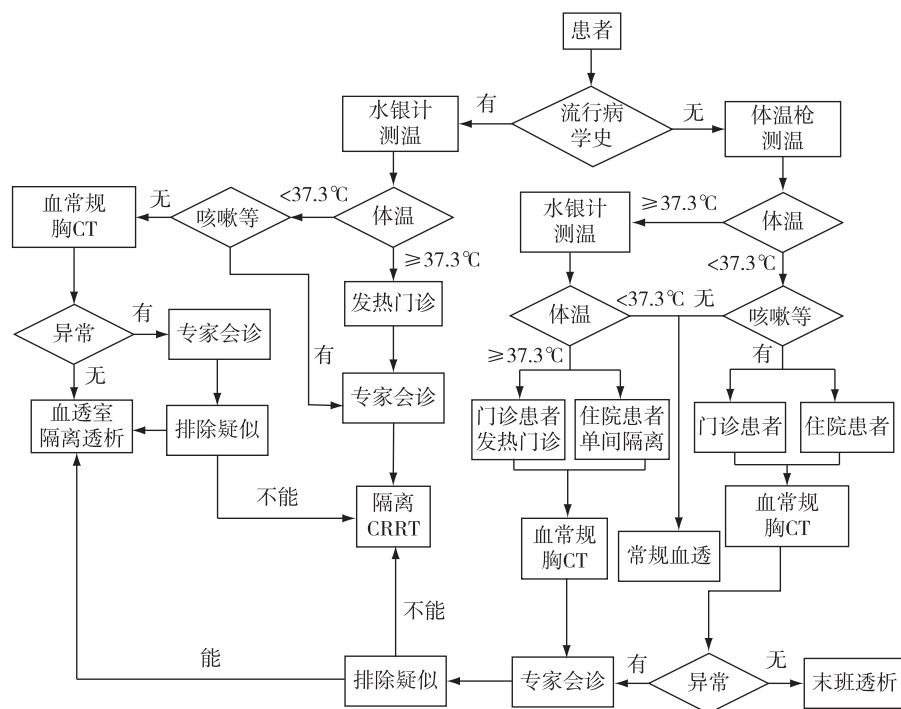 患者
流行病
学史
有
无
水银计
测温
体温枪
测温
体温
<37.3℃
≥37.3℃
咳嗽等
无
有
血常规
胸CT
异常
有
无
专家会诊
血透室
隔离透析
排除疑似
不能
发热门诊
专家会诊
隔离
CRRT
体温
≥37.3℃
<37.3℃
水银计
测温
体温
<37.3℃
≥37.3℃
无
咳嗽等
有
门诊患者
发热门诊
住院患者
单间隔离
门诊患者
住院患者
血常规
胸CT
常规血透
血常规
胸CT
不能
能
排除疑似
专家会诊
有
异常
无
末班透析